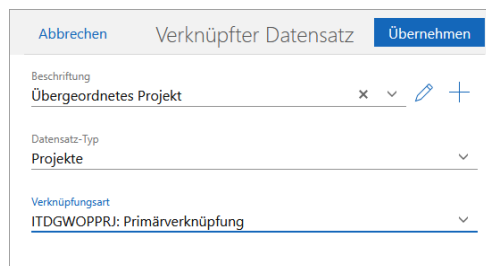 Abbrechen Verknüpfter Datensatz Übernehmen
Beschriftung
Übergeordnetes Projekt
Datensatz-Typ
Projekte
Verknüpfungsart
ITDGWOPPRJ: Primärverknüpfung